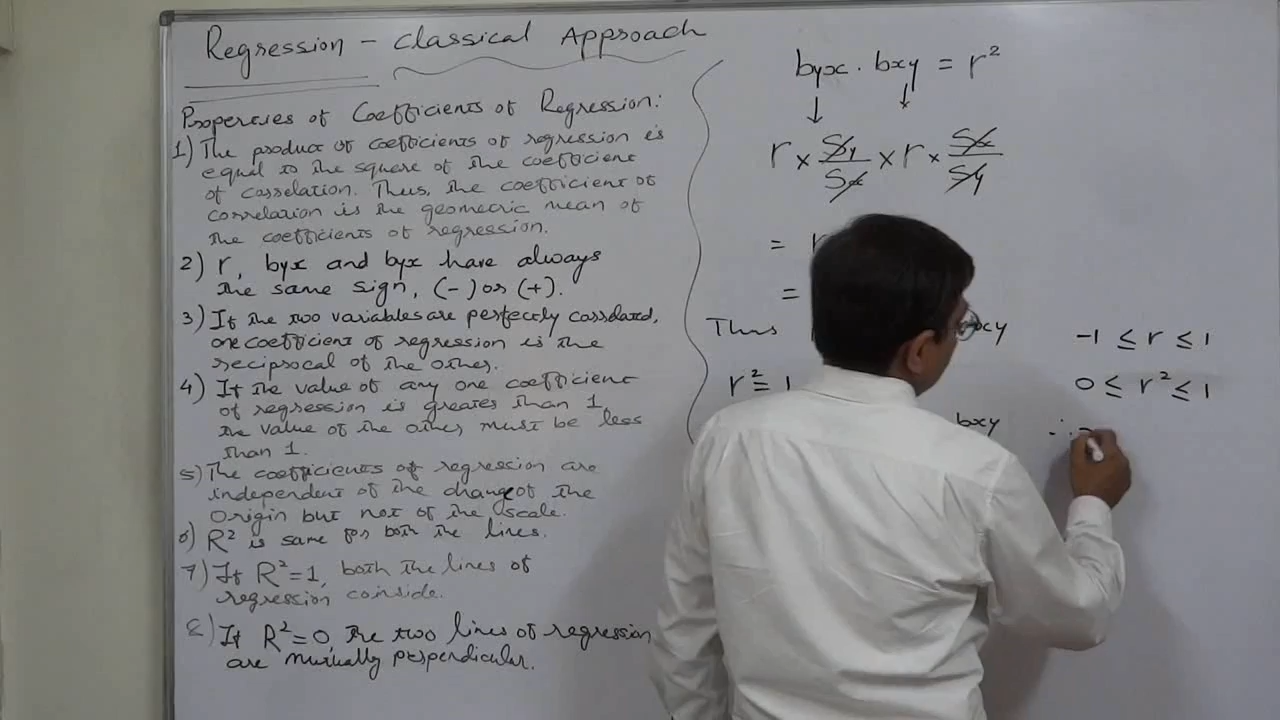 Regression - Classical Approach
Properties of Coefficients of Regression:
1) The product of coefficients of regression is
equal to the square of the coefficient
of correlation. Thus, the coefficient of
correlation is the geometric mean of
the coefficients of regression.
2) r, byx and byx have always
the same sign, (-) or (+).
3) If the two variables are perfectly correlated,
one coefficient of regression is the
reciprocal of the other.
4) If the value of any one coefficient
of regression is greater than 1,
the value of the other must be less
than 1.
5) The coefficients of regression are
independent of the change of the
origin but not of the scale.
6) R² is same for both the lines.
7) If R²=1, both the lines of
regression coinside.
8) If R²=0, the two lines of regression
are mutually perpendicular.
byx . bxy = r²
↓ ↓
r × Sy/Sx × r × Sx/Sy
= r
=
Thus bxy
r² = 1
bxy
-1 ≤ r ≤ 1
0 ≤ r² ≤ 1
∴